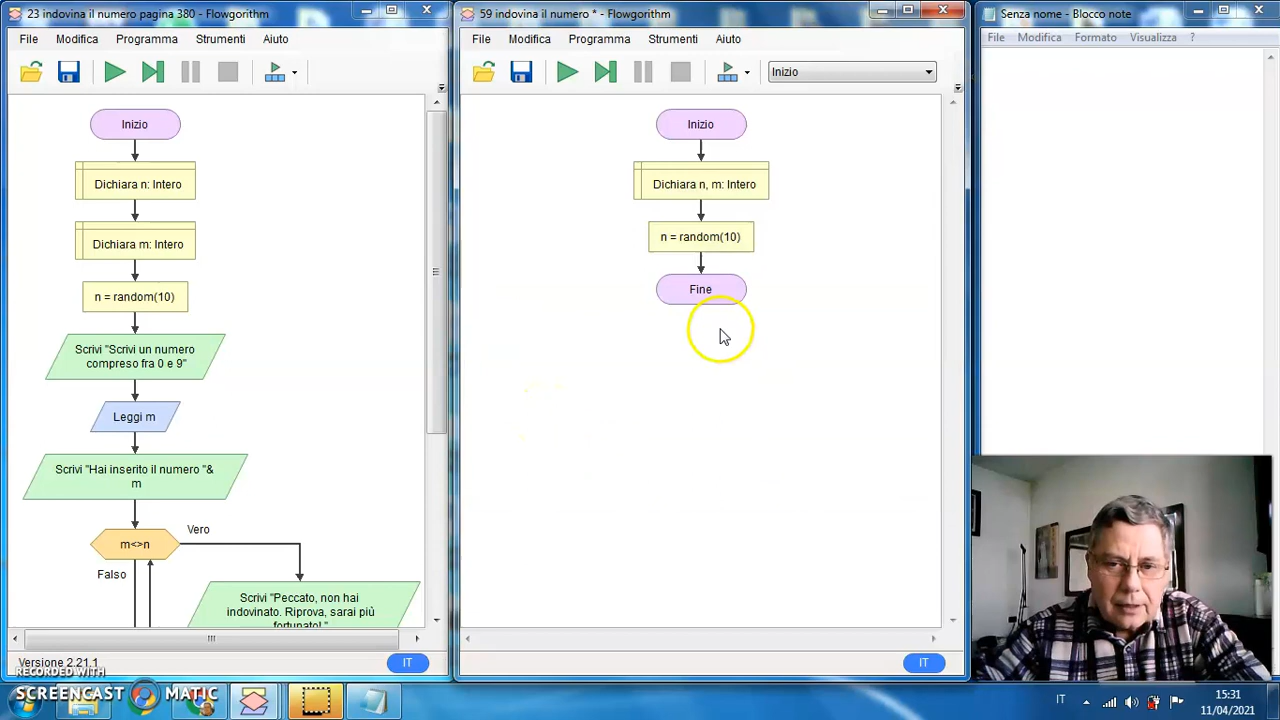 23 indovina il numero pagina 380 - Flowgorithm
File Modifica Programma Strumenti Aiuto
Inizio
Dichiara n: Intero
Dichiara m: Intero
n = random(10)
Scrivi "Scrivi un numero
compreso fra 0 e 9"
Leggi m
Scrivi "Hai inserito il numero "&
m
m<>n
Vero
Falso
Scrivi "Peccato, non hai
indovinato. Riprova, sarai più
fortunato! "
Versione 2.21.1
IT
59 indovina il numero * - Flowgorithm
File Modifica Programma Strumenti Aiuto
Inizio
Inizio
Dichiara n, m: Intero
n = random(10)
Fine
IT
Senza nome - Blocco note
File Modifica Formato Visualizza ?
RECORDED WITH
SCREENCAST MATIC
IT
15:31
11/04/2021